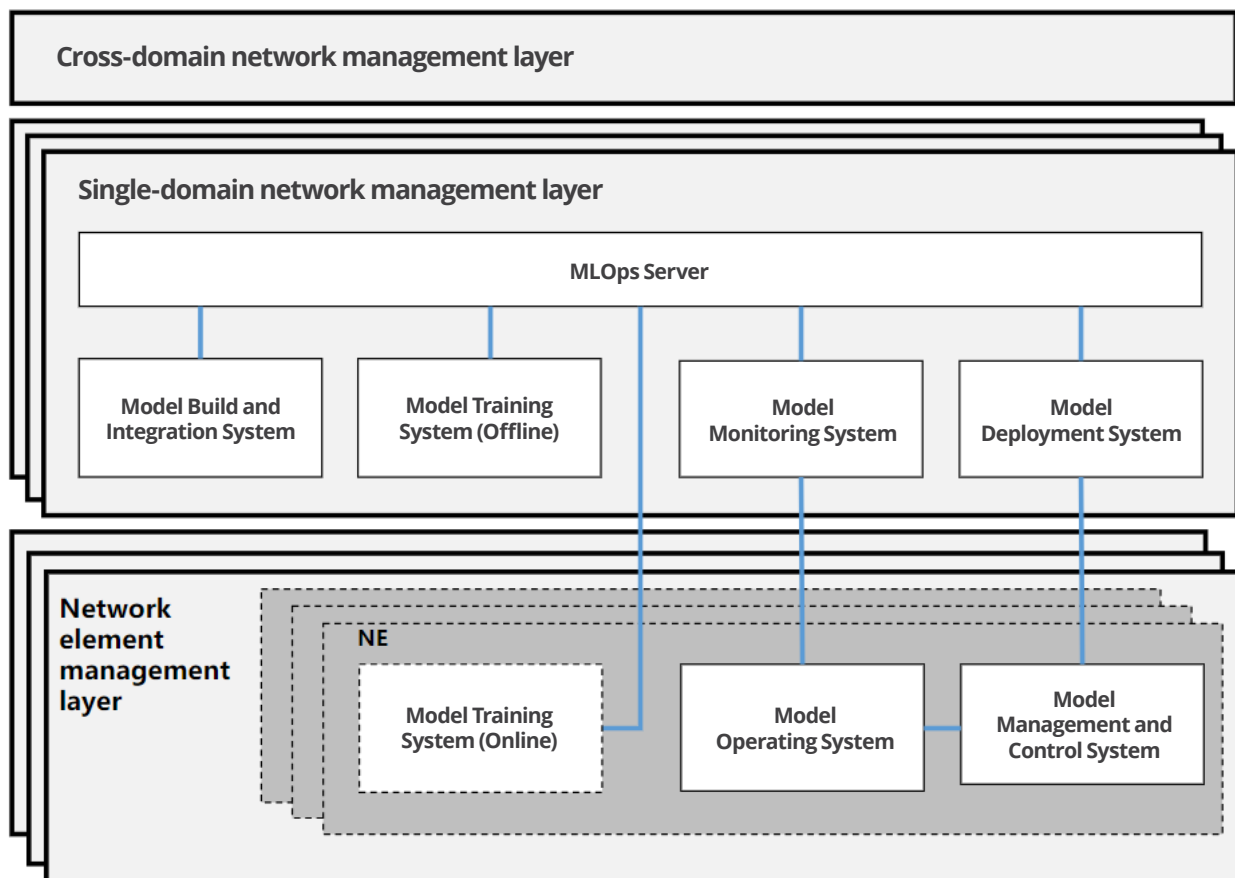 Cross-domain network management layer
Single-domain network management layer
MLOps Server
Model Build and
Integration System
Model Training
System (Offline)
Model
Monitoring System
Model
Deployment System
Network
element
management
layer
NE
Model Training
System (Online)
Model
Operating System
Model
Management and
Control System